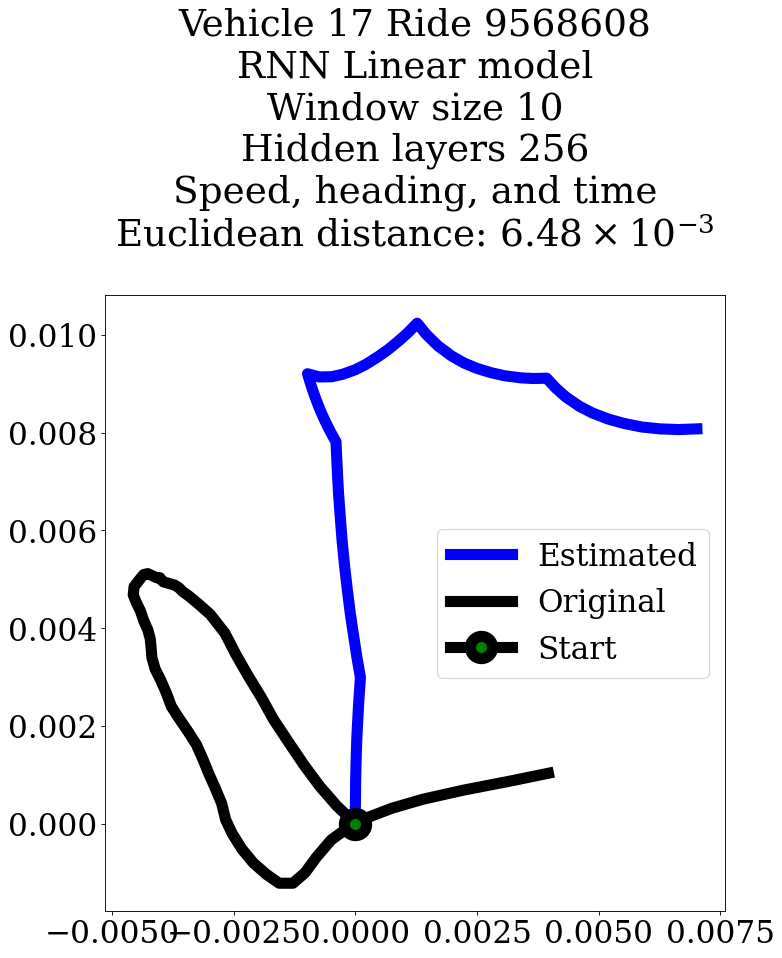 Vehicle 17 Ride 9568608
RNN Linear model
Window size 10
Hidden layers 256
Speed, heading, and time
Euclidean distance: 6.48 × 10⁻³
0.010
0.008
0.006
0.004
0.002
0.000
Estimated
Original
Start
−0.0050 −0.0025 0.0000 0.0025 0.0050 0.0075